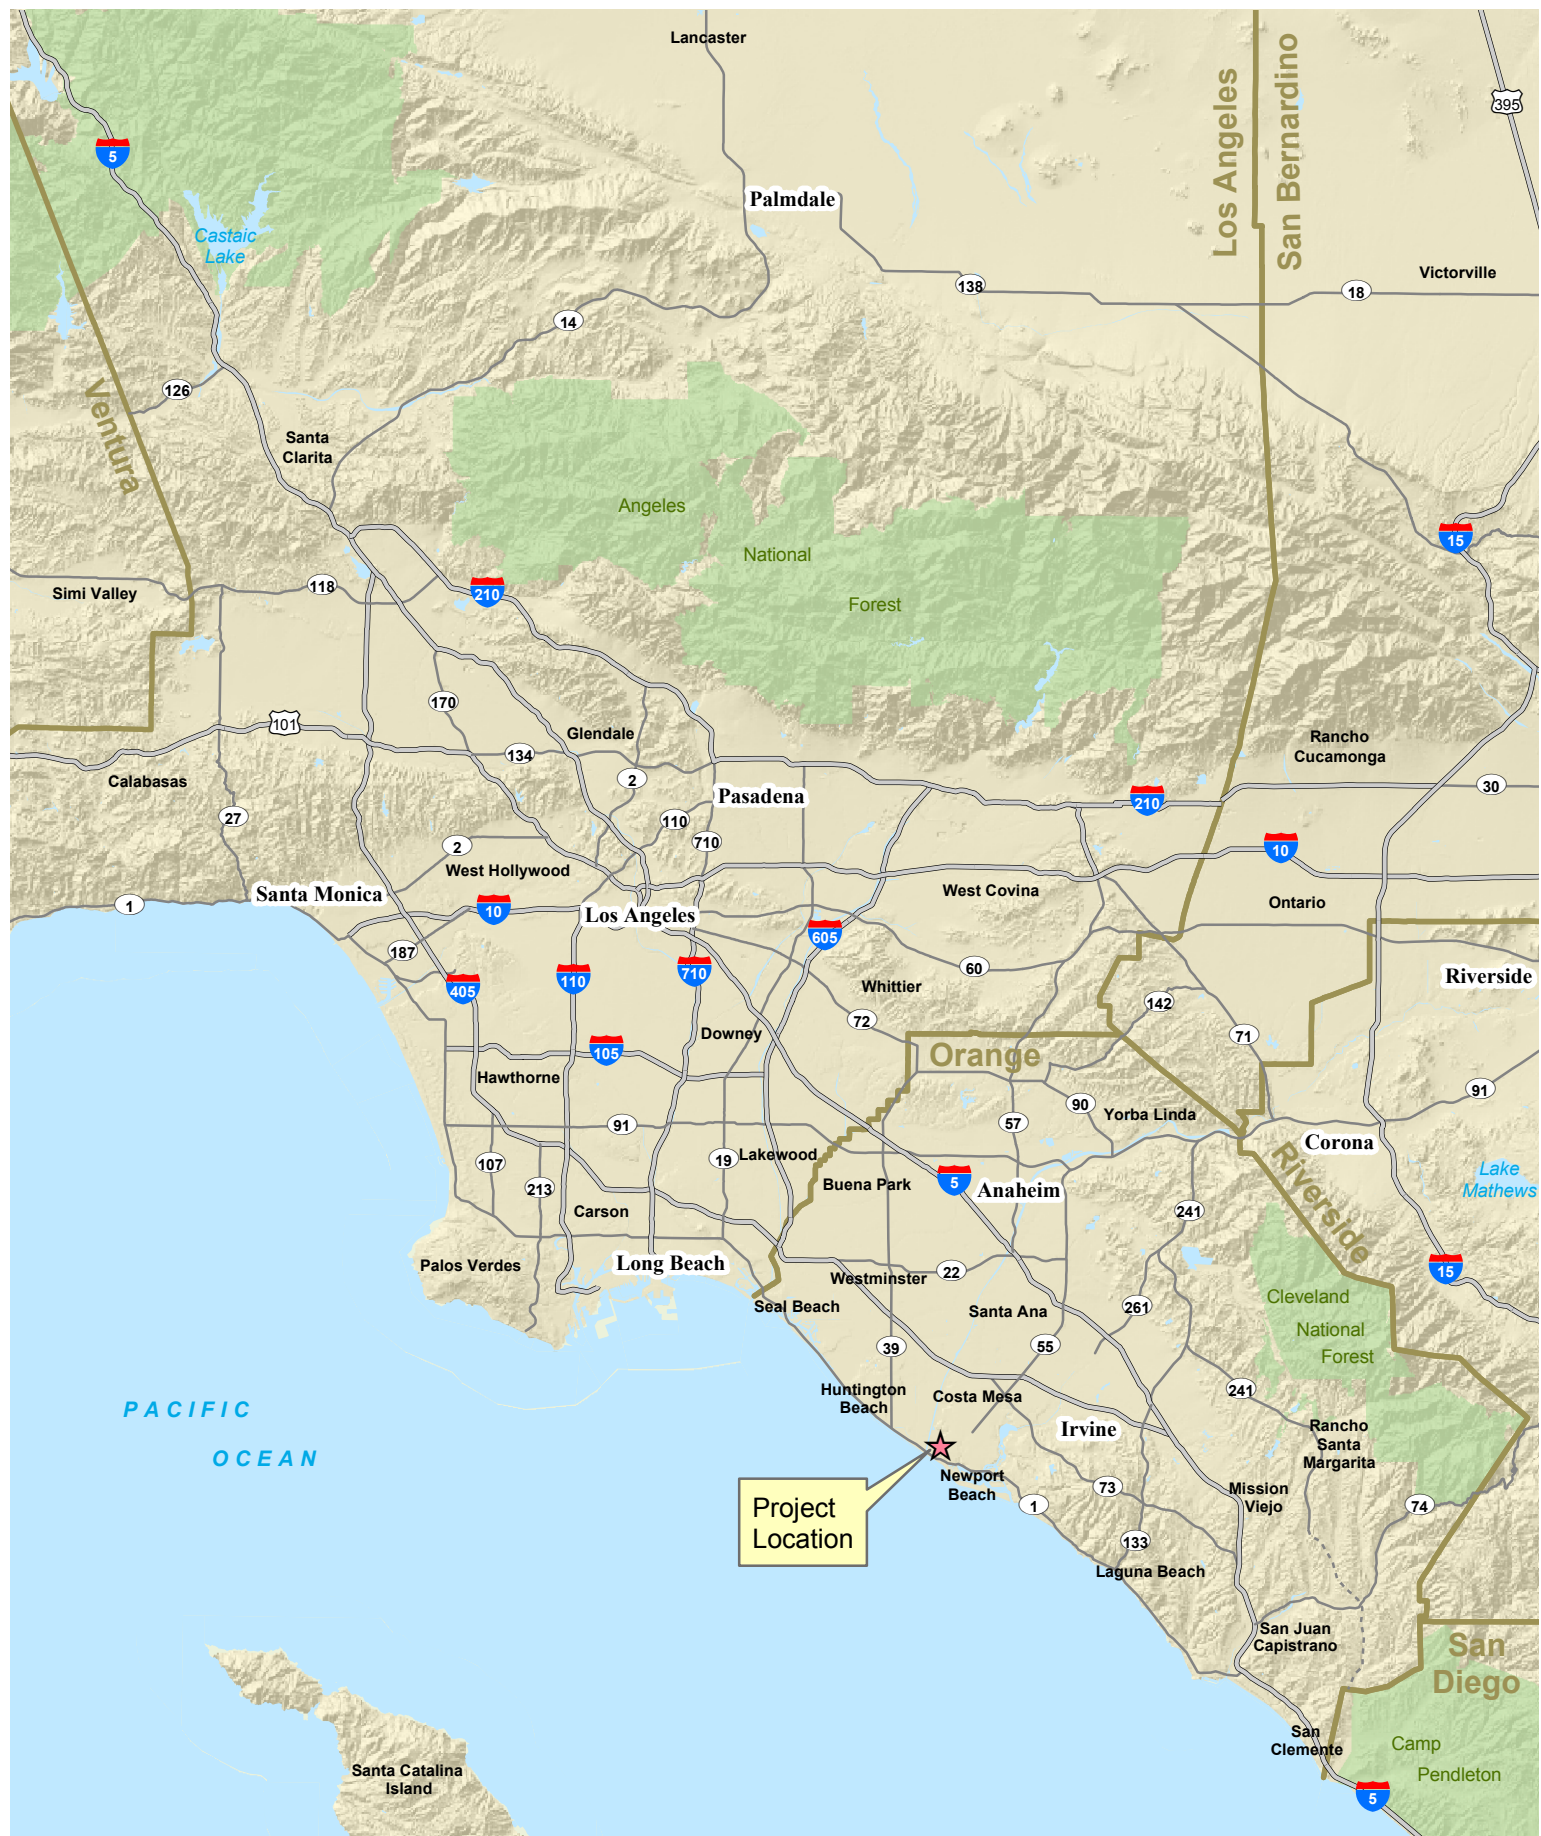 Lancaster
395
Los Angeles
San Bernardino
5
Palmdale
Castaic
Lake
Victorville
138
18
14
126
Ventura
Santa
Clarita
Angeles
National
Forest
15
Simi Valley
118
210
170
101
Glendale
134
Rancho
Cucamonga
Calabasas
2
Pasadena
210
30
27
110
710
2
10
West Hollywood
West Covina
Santa Monica
1
10
Los Angeles
Ontario
605
187
60
Riverside
405
110
710
Whittier
142
72
Downey
71
105
Orange
Hawthorne
91
90
Yorba Linda
91
57
Corona
Lakewood
107
19
Riverside
Lake
Mathews
213
Buena Park
5
Anaheim
Carson
241
Palos Verdes
Long Beach
Westminster
22
15
Seal Beach
Santa Ana
261
Cleveland
National
Forest
39
55
Huntington
Beach
Costa Mesa
241
PACIFIC
OCEAN
Irvine
Rancho
Santa
Margarita
Newport
Beach
73
Mission
Viejo
1
74
Project
Location
133
Laguna Beach
San Juan
Capistrano
San
Diego
San
Clemente
Camp
Pendleton
Santa Catalina
Island
5